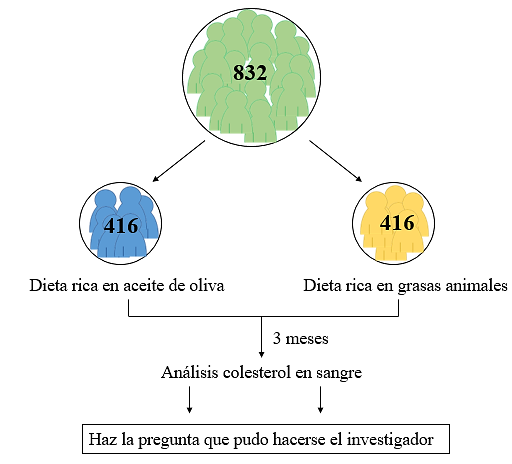 832
416
416
Dieta rica en aceite de oliva
Dieta rica en grasas animales
3 meses
Análisis colesterol en sangre
Haz la pregunta que pudo hacerse el investigador